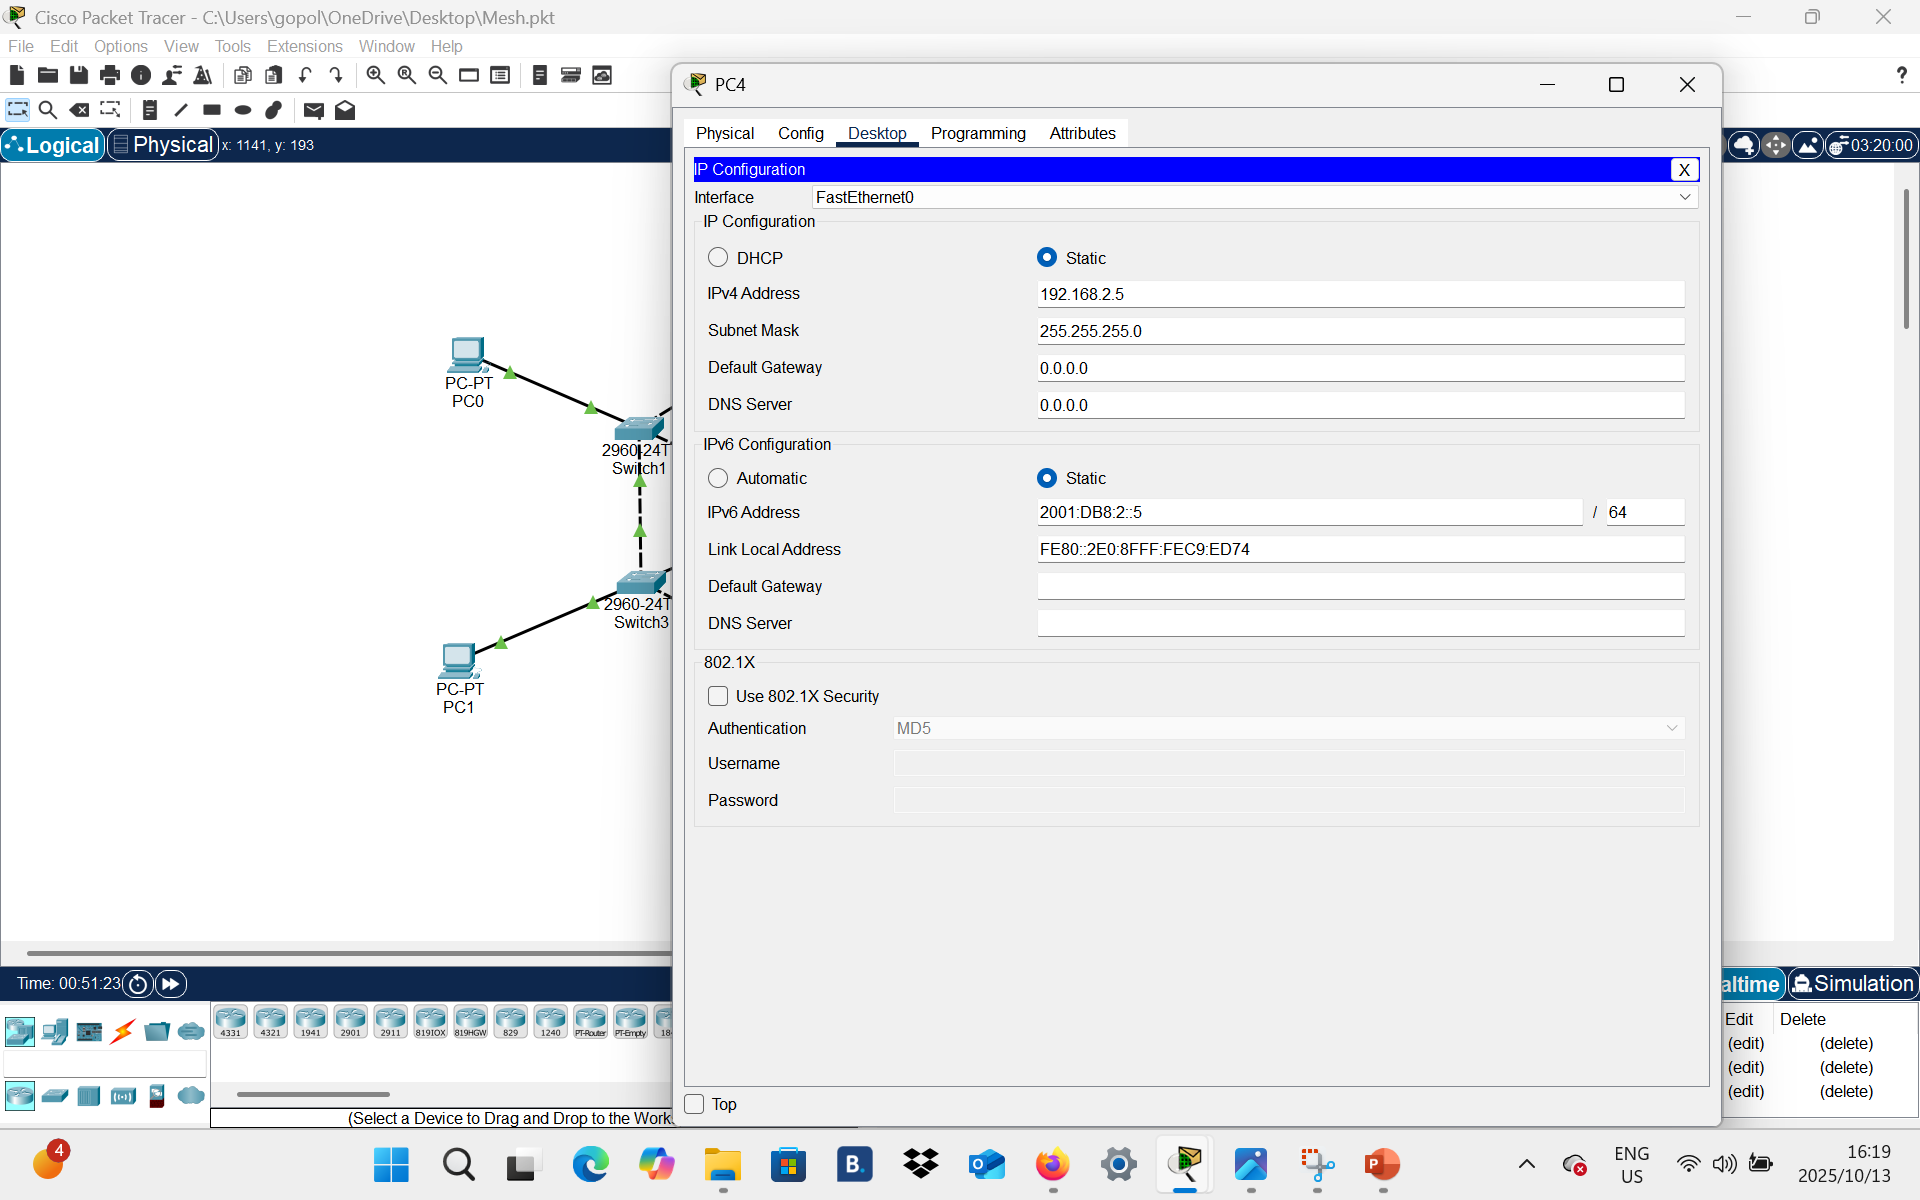 Cisco Packet Tracer - C:\Users\gopol\OneDrive\Desktop\Mesh.pkt
File Edit Options View Tools Extensions Window Help
?
Logical Physical x: 1141, y: 193
03:20:00
PC-PT
PC0
2960-24T
Switch1
2960-24T
Switch3
PC-PT
PC1
PC4
Physical Config Desktop Programming Attributes
IP Configuration X
Interface FastEthernet0
IP Configuration
DHCP Static
IPv4 Address 192.168.2.5
Subnet Mask 255.255.255.0
Default Gateway 0.0.0.0
DNS Server 0.0.0.0
IPv6 Configuration
Automatic Static
IPv6 Address 2001:DB8:2::5 / 64
Link Local Address FE80::2E0:8FFF:FEC9:ED74
Default Gateway
DNS Server
802.1X
Use 802.1X Security
Authentication MD5
Username
Password
Top
Time: 00:51:23
altime Simulation
4331 4321 1941 2901 2911 819IOX 819HGW 829 1240 PT-Router PT-Empty 18
(Select a Device to Drag and Drop to the Work
Edit Delete
(edit) (delete)
(edit) (delete)
(edit) (delete)
4
B.
ENG
US
16:19
2025/10/13